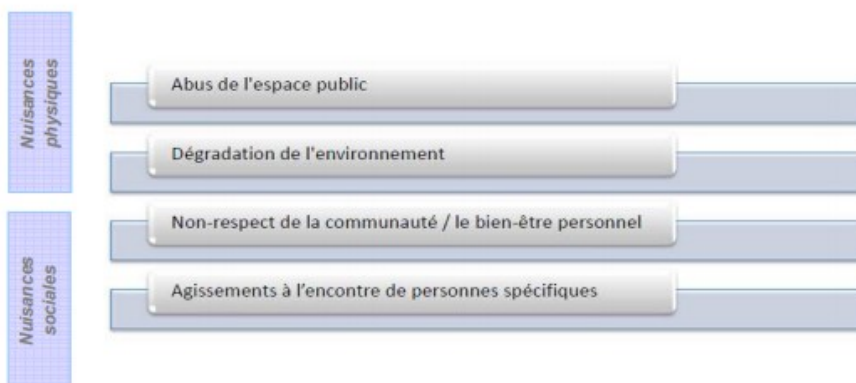 Nuisances
physiques
Abus de l'espace public
Dégradation de l'environnement
Nuisances
sociales
Non-respect de la communauté / le bien-être personnel
Agissements à l'encontre de personnes spécifiques